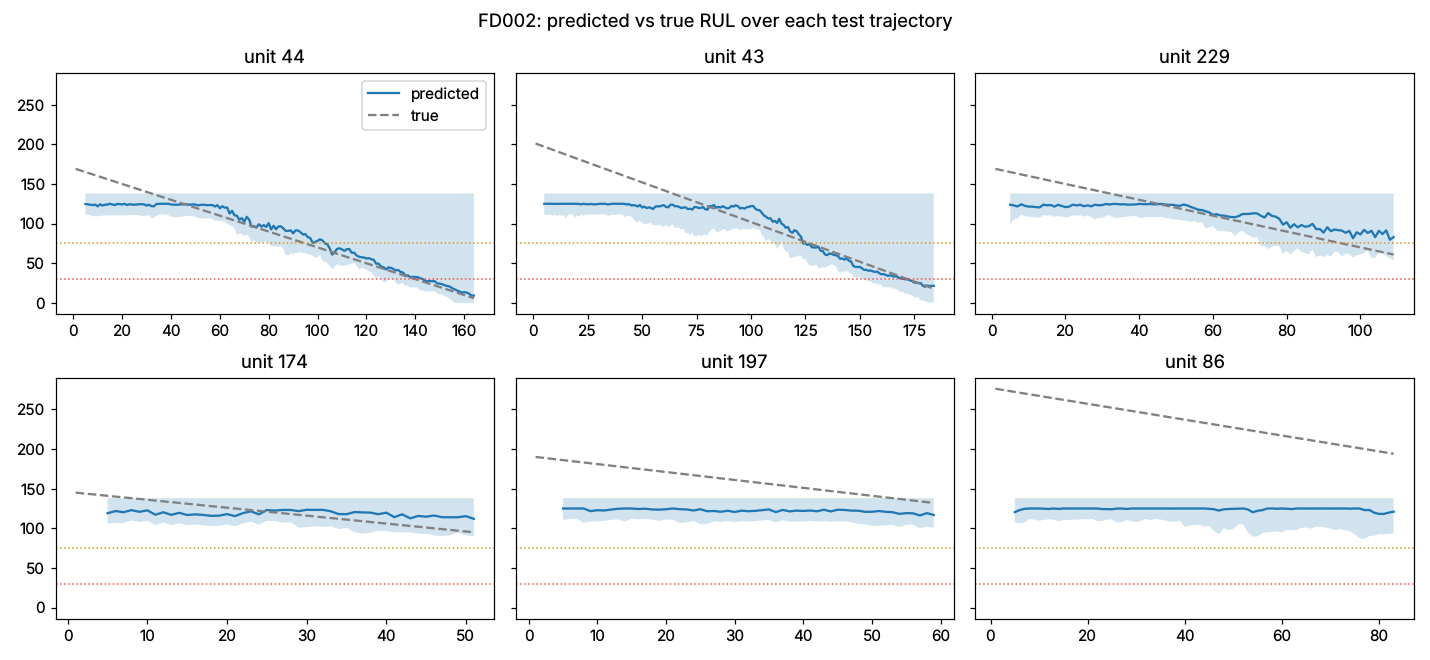 FD002: predicted vs true RUL over each test trajectory
unit 44
unit 43
unit 229
predicted
true
250
200
150
100
50
0
0 20 40 60 80 100 120 140 160
0 25 50 75 100 125 150 175
0 20 40 60 80 100
unit 174
unit 197
unit 86
250
200
150
100
50
0
0 10 20 30 40 50
0 10 20 30 40 50 60
0 20 40 60 80